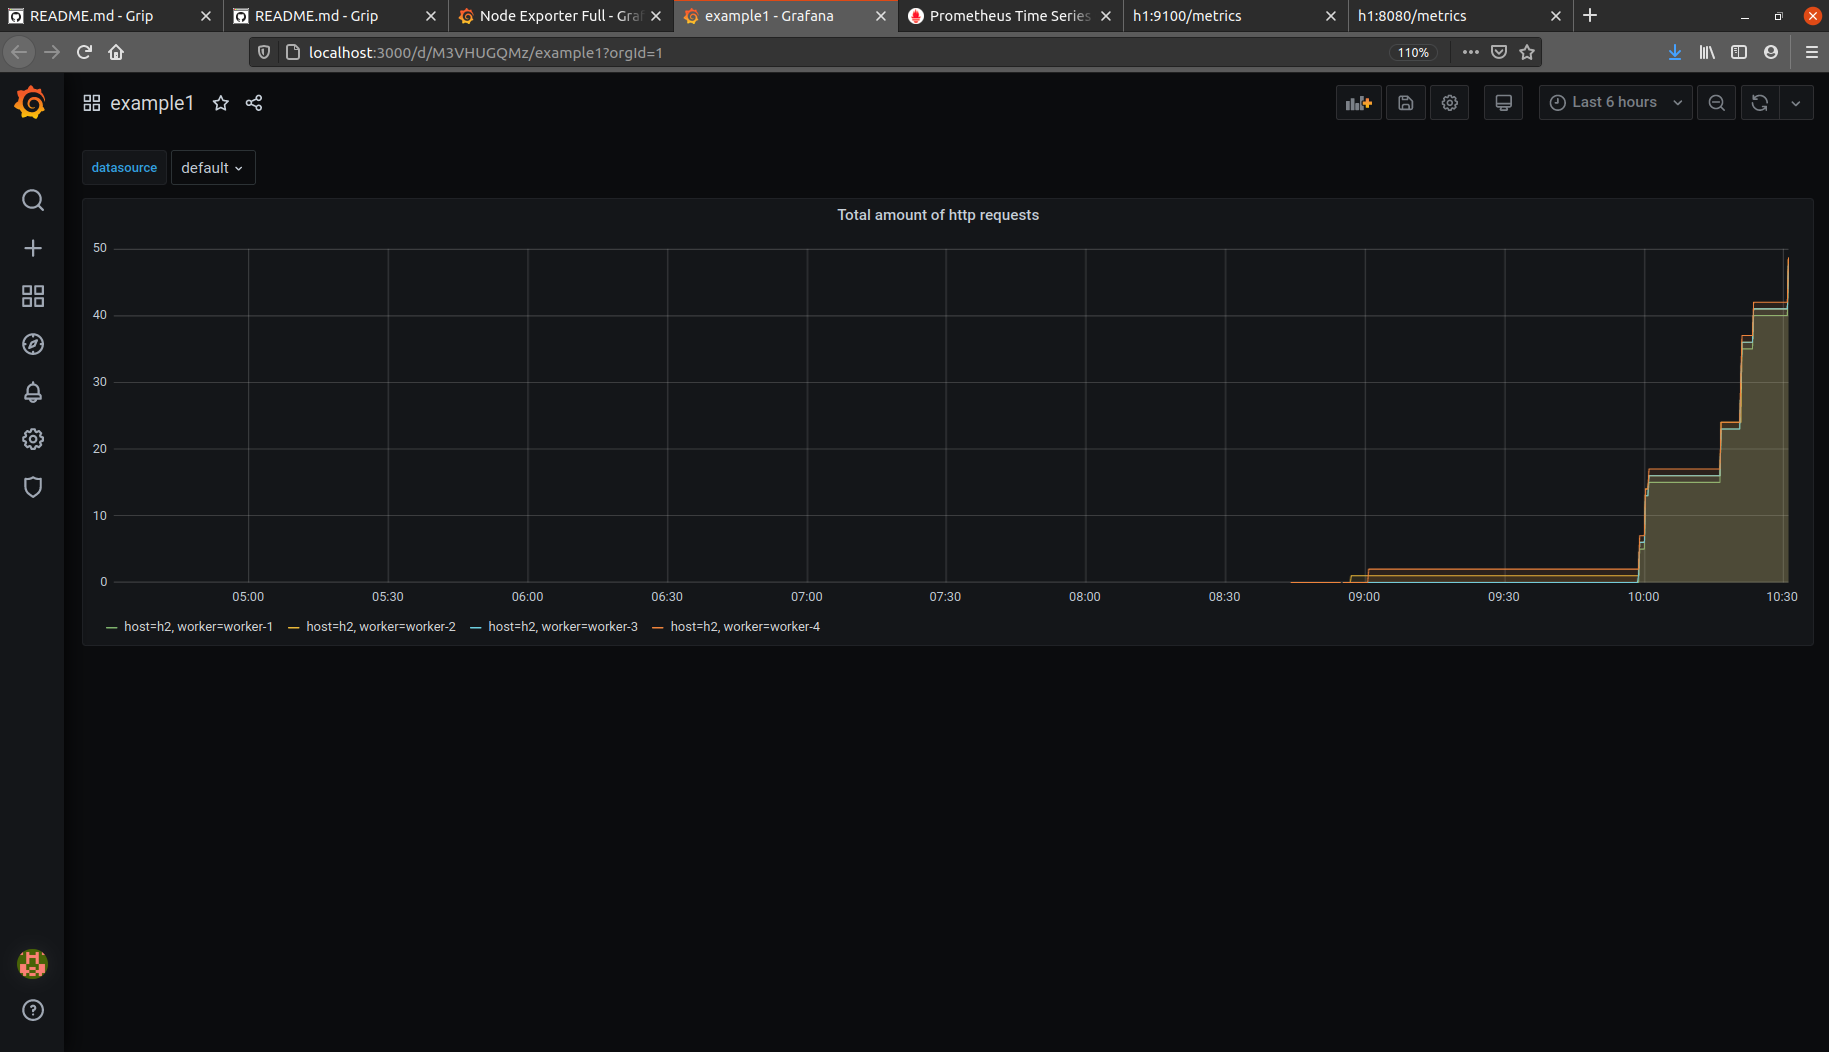 README.md - Grip
README.md - Grip
Node Exporter Full - Graf
example1 - Grafana
Prometheus Time Series
h1:9100/metrics
h1:8080/metrics
localhost:3000/d/M3VHUGQMz/example1?orgId=1
110%
example1
Last 6 hours
datasource
default
Total amount of http requests
50
40
30
20
10
0
05:00 05:30 06:00 06:30 07:00 07:30 08:00 08:30 09:00 09:30 10:00 10:30
host=h2, worker=worker-1 host=h2, worker=worker-2 host=h2, worker=worker-3 host=h2, worker=worker-4